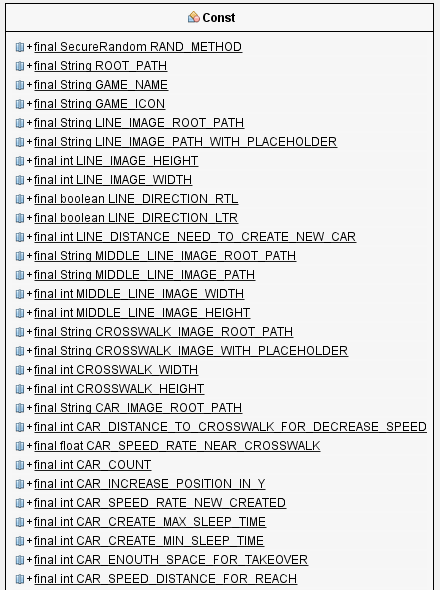 Const
+final SecureRandom RAND_METHOD
+final String ROOT_PATH
+final String GAME_NAME
+final String GAME_ICON
+final String LINE_IMAGE_ROOT_PATH
+final String LINE_IMAGE_PATH_WITH_PLACEHOLDER
+final int LINE_IMAGE_HEIGHT
+final int LINE_IMAGE_WIDTH
+final boolean LINE_DIRECTION_RTL
+final boolean LINE_DIRECTION_LTR
+final int LINE_DISTANCE_NEED_TO_CREATE_NEW_CAR
+final String MIDDLE_LINE_IMAGE_ROOT_PATH
+final String MIDDLE_LINE_IMAGE_PATH
+final int MIDDLE_LINE_IMAGE_WIDTH
+final int MIDDLE_LINE_IMAGE_HEIGHT
+final String CROSSWALK_IMAGE_ROOT_PATH
+final String CROSSWALK_IMAGE_WITH_PLACEHOLDER
+final int CROSSWALK_WIDTH
+final int CROSSWALK_HEIGHT
+final String CAR_IMAGE_ROOT_PATH
+final int CAR_DISTANCE_TO_CROSSWALK_FOR_DECREASE_SPEED
+final float CAR_SPEED_RATE_NEAR_CROSSWALK
+final int CAR_COUNT
+final int CAR_INCREASE_POSITION_IN_Y
+final int CAR_SPEED_RATE_NEW_CREATED
+final int CAR_CREATE_MAX_SLEEP_TIME
+final int CAR_CREATE_MIN_SLEEP_TIME
+final int CAR_ENOUTH_SPACE_FOR_TAKEOVER
+final int CAR_SPEED_DISTANCE_FOR_REACH